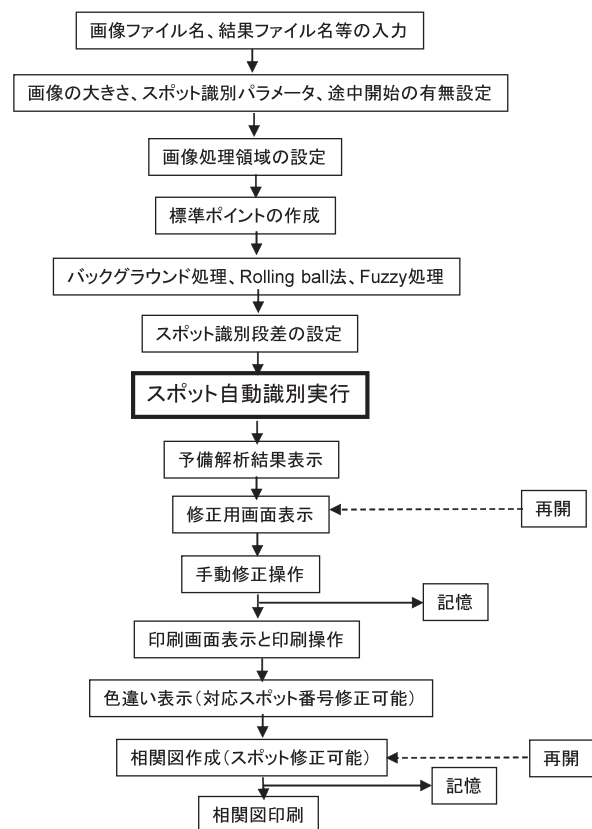 画像ファイル名、結果ファイル名等の入力
画像の大きさ、スポット識別パラメータ、途中開始の有無設定
画像処理領域の設定
標準ポイントの作成
バックグラウンド処理、Rolling ball法、Fuzzy処理
スポット識別段差の設定
スポット自動識別実行
予備解析結果表示
修正用画面表示
再開
手動修正操作
記憶
印刷画面表示と印刷操作
色違い表示(対応スポット番号修正可能)
相関図作成(スポット修正可能)
再開
記憶
相関図印刷